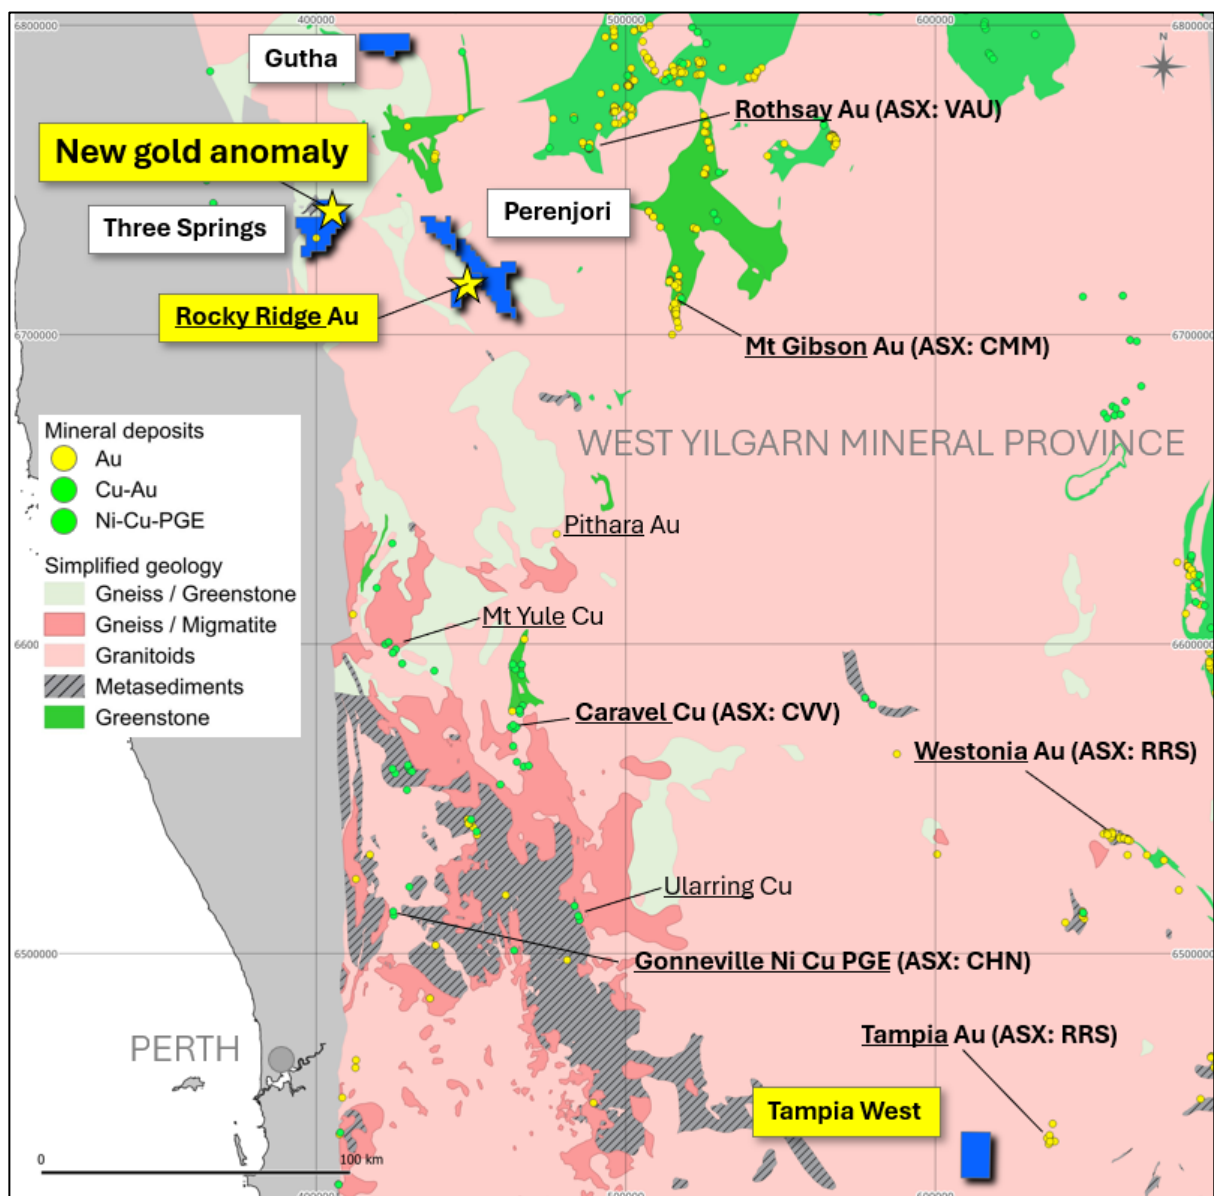 400000
500000
600000
6800000
6800000
N
Gutha
Rothsay Au (ASX: VAU)
New gold anomaly
Three Springs
Perenjori
Rocky Ridge Au
6700000
6700000
Mt Gibson Au (ASX: CMM)
WEST YILGARN MINERAL PROVINCE
Mineral deposits
Au
Cu-Au
Ni-Cu-PGE
Simplified geology
Gneiss / Greenstone
Gneiss / Migmatite
Granitoids
Metasediments
Greenstone
Pithara Au
Mt Yule Cu
6600
6600000
Caravel Cu (ASX: CVV)
Westonia Au (ASX: RRS)
Ularring Cu
6500000
6500000
Gonneville Ni Cu PGE (ASX: CHN)
PERTH
Tampia Au (ASX: RRS)
Tampia West
0
100 km
400000
500000
600000